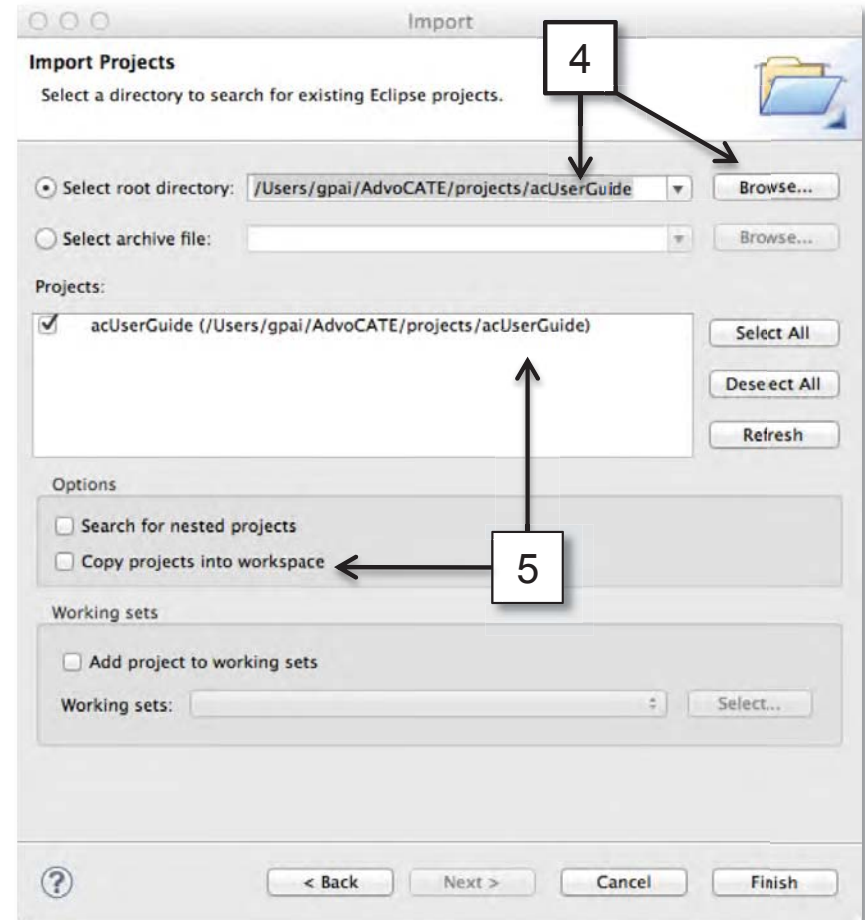 Import
Import Projects
Select a directory to search for existing Eclipse projects.
4
Select root directory: /Users/gpai/AdvoCATE/projects/acUserGuide Browse...
Select archive file: Browse...
Projects:
acUserGuide (/Users/gpai/AdvoCATE/projects/acUserGuide)
Select All
Dese ect All
Refresh
Options
Search for nested projects
Copy projects into workspace
5
Working sets
Add project to working sets
Working sets: Select...
?
< Back Next > Cancel Finish